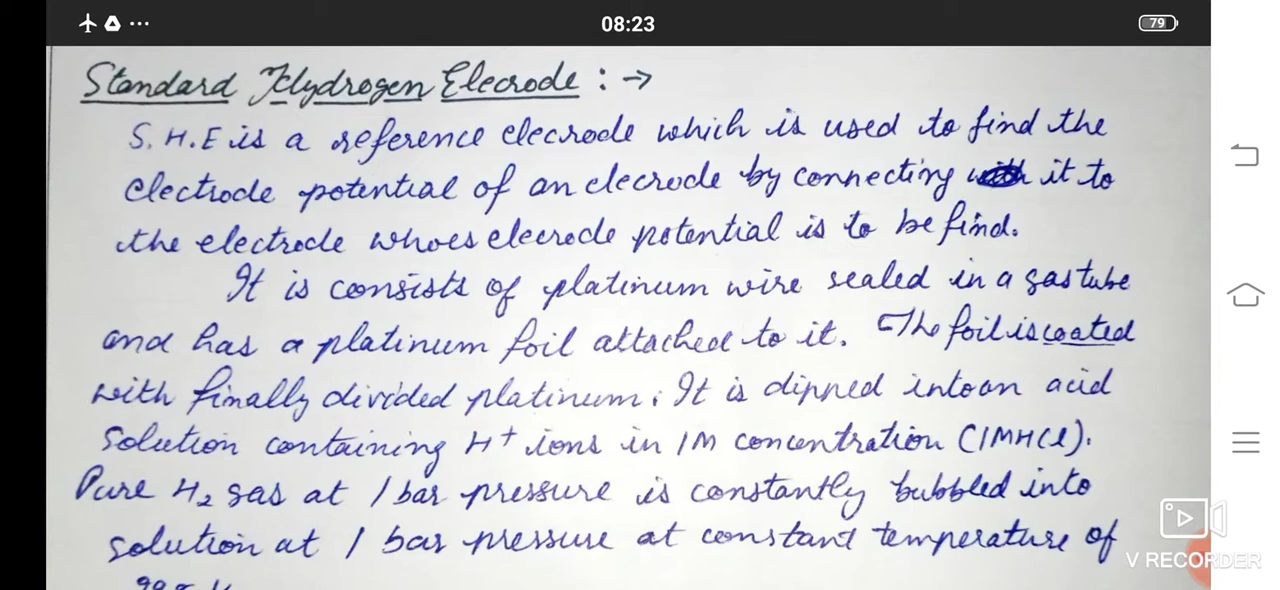 08:23
79
Standard Hydrogen Elecrode : →
S.H.E is a reference elecrode which is used to find the
electrode potential of an elecrode by connecting it to
the electrode whoes elecrode potential is to be find.
It is consists of platinum wire sealed in a gas tube
and has a platinum foil attached to it. The foil is coated
with finally divided platinum. It is dipped into an acid
solution containing H+ ions in 1M concentration (1MHCl).
Pure H2 gas at 1 bar pressure is constantly bubbled into
solution at 1 bar pressure at constant temperature of
V RECORDER